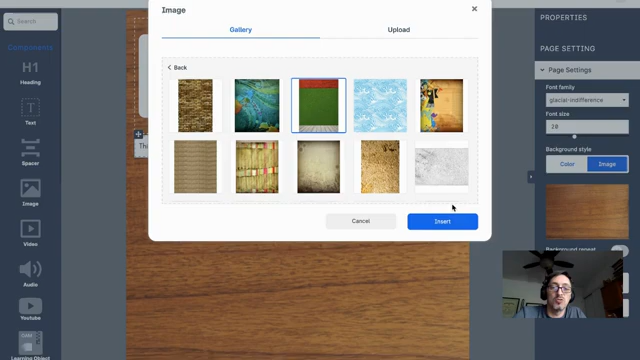 Search
Components
H1
Heading
T
Text
Spacer
Image
Video
Audio
Youtube
Learning Object
Tha
Image
×
Gallery
Upload
< Back
Cancel
Insert
PROPERTIES
PAGE SETTING
Page Settings
Font family
glacial-indifference
Font size
20
Background style
Color
Image
Background repeat